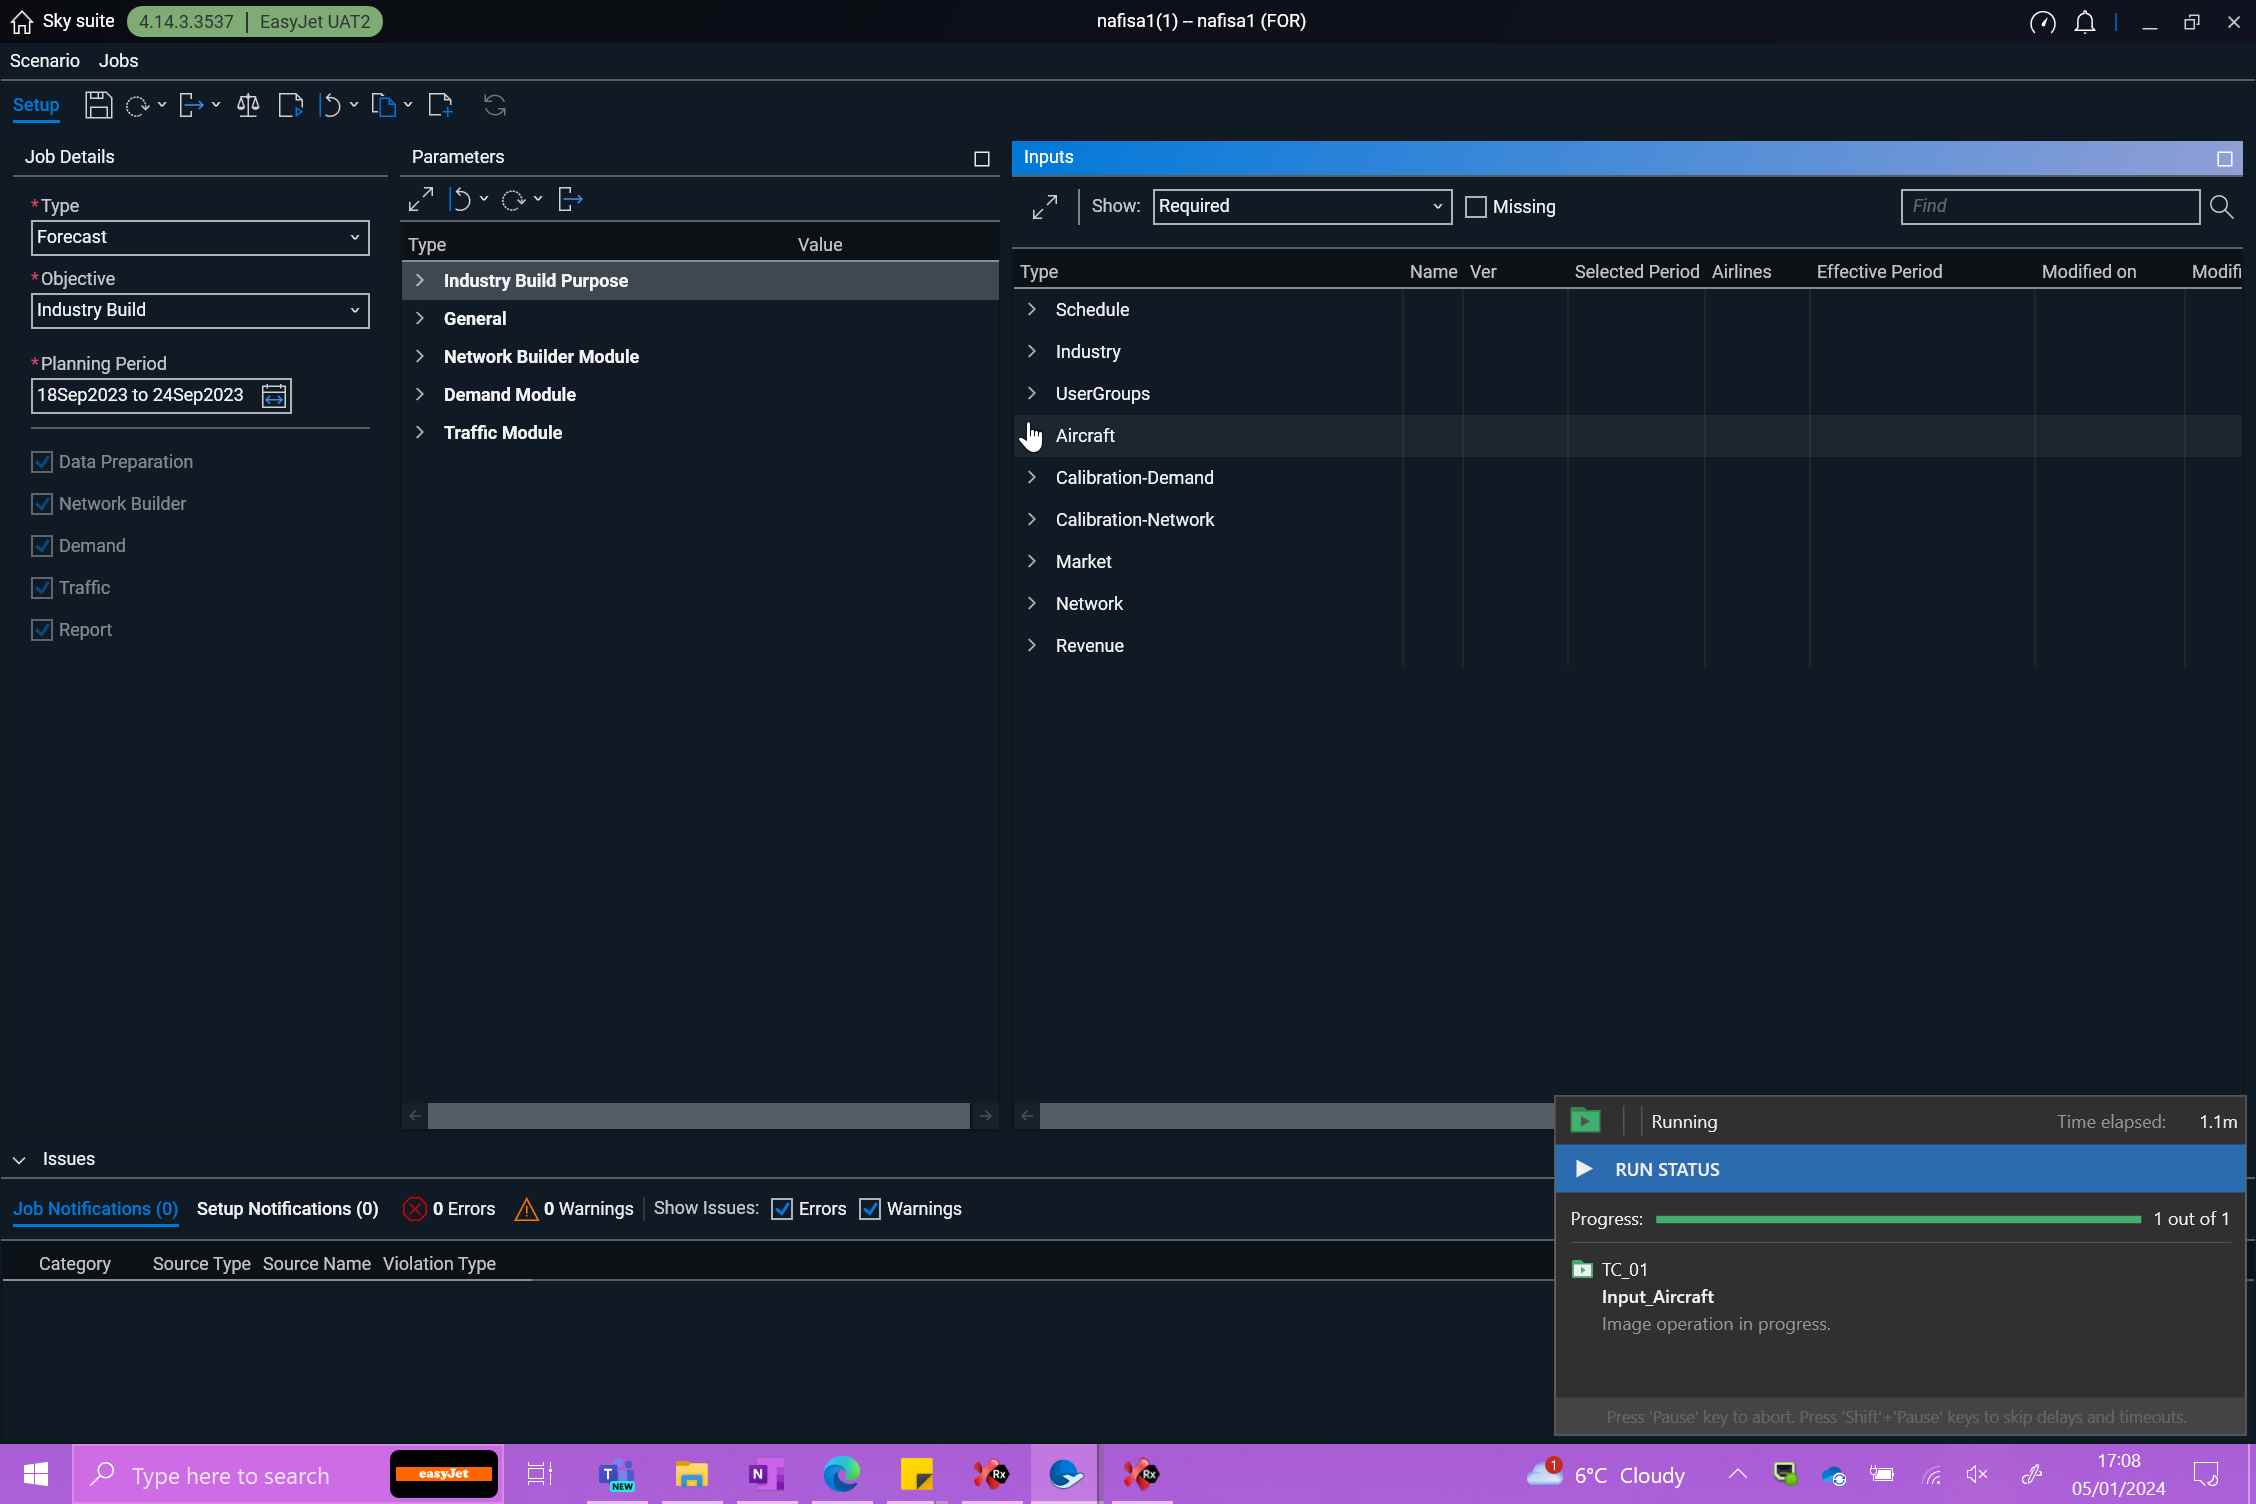 Sky suite 4.14.3.3537 | EasyJet UAT2 nafisa1(1) – nafisa1 (FOR)
Scenario Jobs
Setup
Job Details
*Type
Forecast
*Objective
Industry Build
*Planning Period
18Sep2023 to 24Sep2023
Data Preparation
Network Builder
Demand
Traffic
Report
Parameters
Type Value
Industry Build Purpose
General
Network Builder Module
Demand Module
Traffic Module
Inputs
Show: Required Missing Find
Type Name Ver Selected Period Airlines Effective Period Modified on Modifi
Schedule
Industry
UserGroups
Aircraft
Calibration-Demand
Calibration-Network
Market
Network
Revenue
Issues
Job Notifications (0) Setup Notifications (0) 0 Errors 0 Warnings Show Issues: Errors Warnings
Category Source Type Source Name Violation Type
Running Time elapsed: 1.1m
RUN STATUS
Progress: 1 out of 1
TC_01
Input_Aircraft
Image operation in progress.
Press 'Pause' key to abort. Press 'Shift'+'Pause' keys to skip delays and timeouts.
Type here to search easyJet T NEW N Rx Rx 1 6°C Cloudy 17:08
05/01/2024